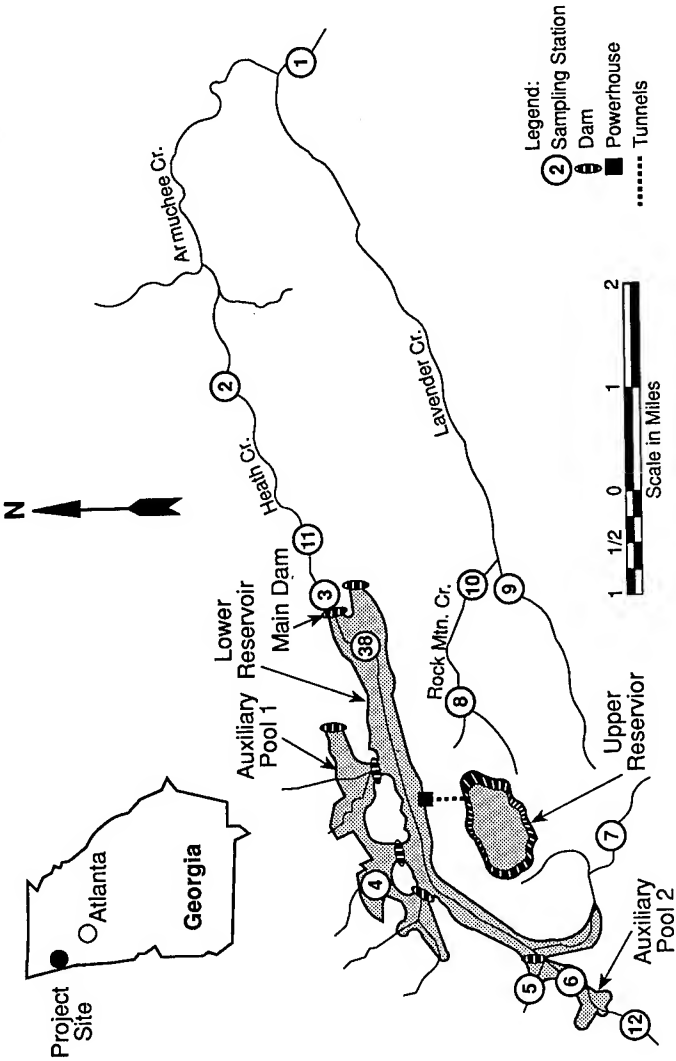 Project
Site
Atlanta
Georgia
N
Armuchee Cr.
1
2
Heath Cr.
11
3
Main Dam
Lower
Reservoir
38
Auxiliary
Pool 1
4
Lavender Cr.
10
9
Rock Mtn. Cr.
8
Upper
Reservior
7
5
6
Auxiliary
Pool 2
12
1 1/2 0 1 2
Scale in Miles
Legend:
2 Sampling Station
Dam
Powerhouse
Tunnels